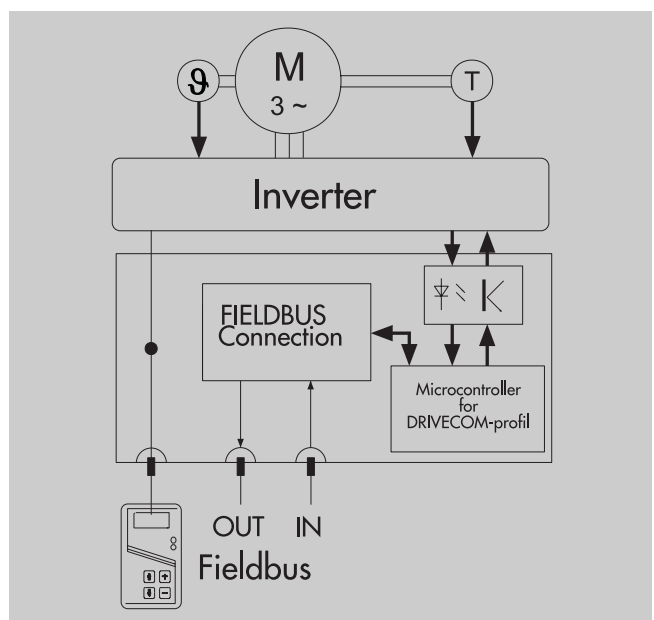 M
3 ~
ϑ
T
Inverter
FIELDBUS
Connection
Microcontroller
for
DRIVECOM-profil
OUT IN
Fieldbus